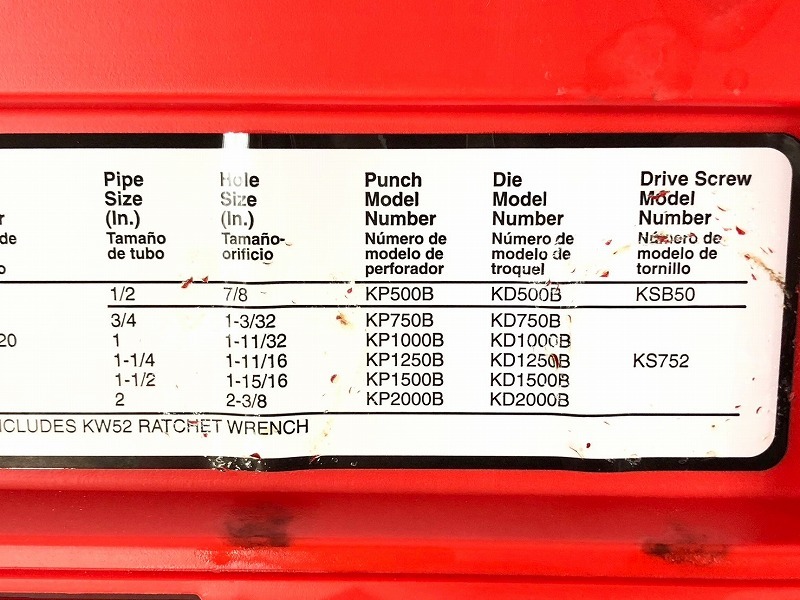 Pipe Hole Punch Die Drive Screw
Size Size Model Model Model
r (In.) (In.) Number Number Number
de Tamaño Tamaño- Número de Número de Número de
de tubo orificio modelo de modelo de modelo de
o perforador troquel tornillo
1/2 7/8 KP500B KD500B KSB50
3/4 1-3/32 KP750B KD750B
20 1 1-11/32 KP1000B KD1000B
1-1/4 1-11/16 KP1250B KD1250B KS752
1-1/2 1-15/16 KP1500B KD1500B
2 2-3/8 KP2000B KD2000B
NCLUDES KW52 RATCHET WRENCH